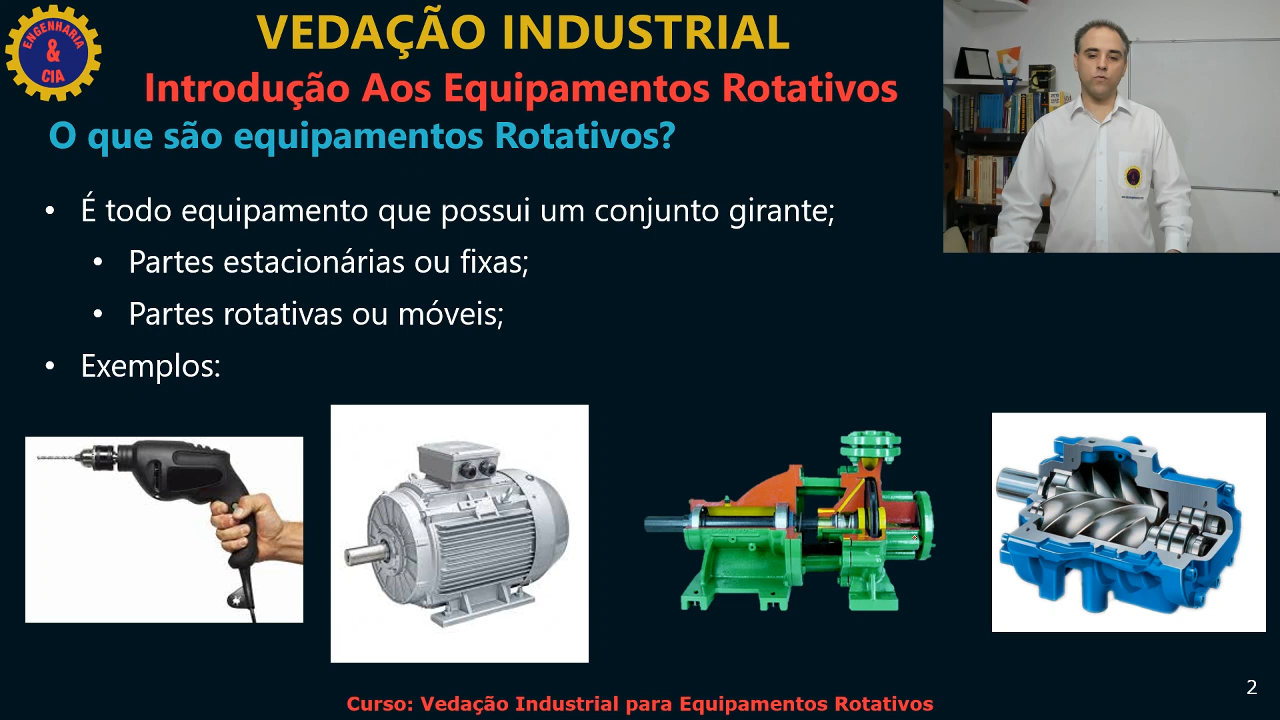 ENGENHARIA
&
CIA
VEDAÇÃO INDUSTRIAL
Introdução Aos Equipamentos Rotativos
O que são equipamentos Rotativos?
• É todo equipamento que possui um conjunto girante;
• Partes estacionárias ou fixas;
• Partes rotativas ou móveis;
• Exemplos:
Curso: Vedação Industrial para Equipamentos Rotativos
2